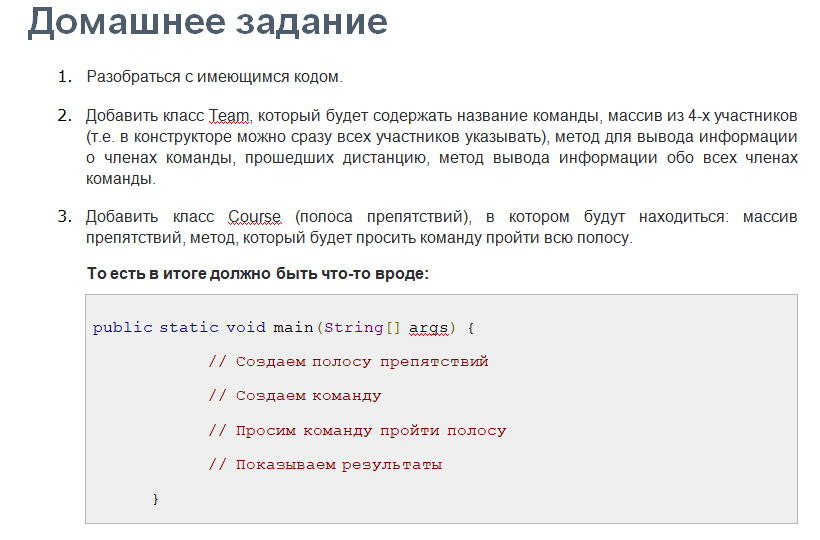 Домашнее задание
1. Разобраться с имеющимся кодом.
2. Добавить класс Team, который будет содержать название команды, массив из 4-х участников
(т.е. в конструкторе можно сразу всех участников указывать), метод для вывода информации
о членах команды, прошедших дистанцию, метод вывода информации обо всех членах
команды.
3. Добавить класс Course (полоса препятствий), в котором будут находиться: массив
препятствий, метод, который будет просить команду пройти всю полосу.
То есть в итоге должно быть что-то вроде:
public static void main(String[] args) {
// Создаем полосу препятствий
// Создаем команду
// Просим команду пройти полосу
// Показываем результаты
}